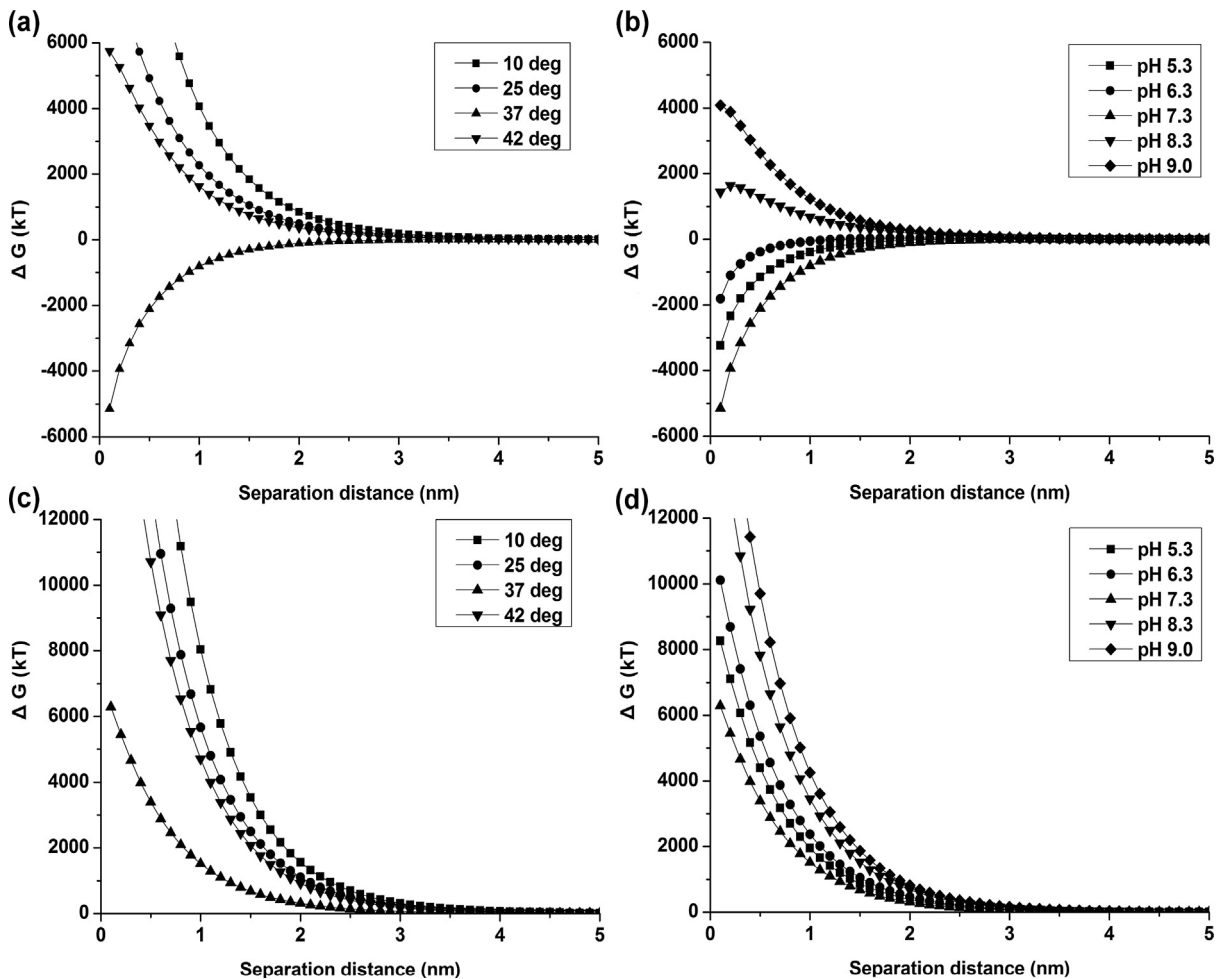 (a)
6000
4000
2000
0
-2000
-4000
-6000
Δ G (kT)
10 deg
25 deg
37 deg
42 deg
0 1 2 3 4 5
Separation distance (nm)
(b)
6000
4000
2000
0
-2000
-4000
-6000
Δ G (kT)
pH 5.3
pH 6.3
pH 7.3
pH 8.3
pH 9.0
0 1 2 3 4 5
Separation distance (nm)
(c)
12000
10000
8000
6000
4000
2000
0
Δ G (kT)
10 deg
25 deg
37 deg
42 deg
0 1 2 3 4 5
Separation distance (nm)
(d)
12000
10000
8000
6000
4000
2000
0
Δ G (kT)
pH 5.3
pH 6.3
pH 7.3
pH 8.3
pH 9.0
0 1 2 3 4 5
Separation distance (nm)